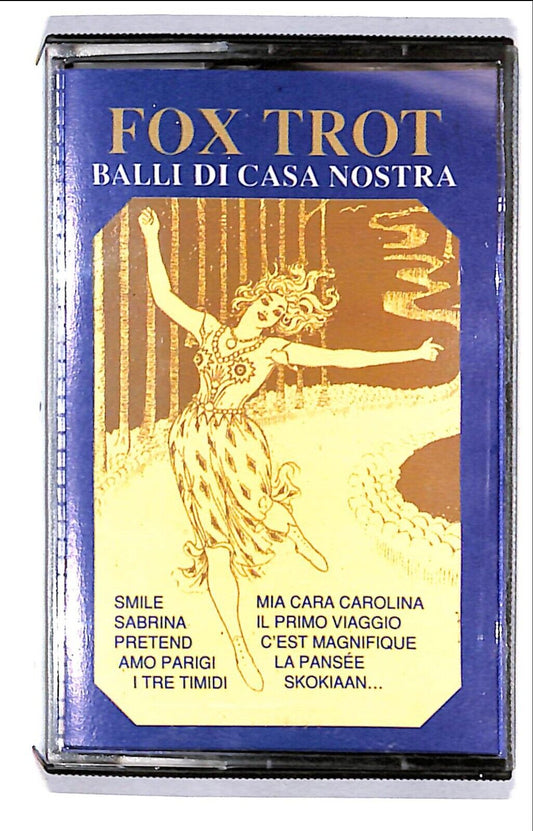 FOX TROT
BALLI DI CASA NOSTRA
SMILE
SABRINA
PRETEND
AMO PARIGI
I TRE TIMIDI
MIA CARA CAROLINA
IL PRIMO VIAGGIO
C'EST MAGNIFIQUE
LA PANSÉE
SKOKIAAN...